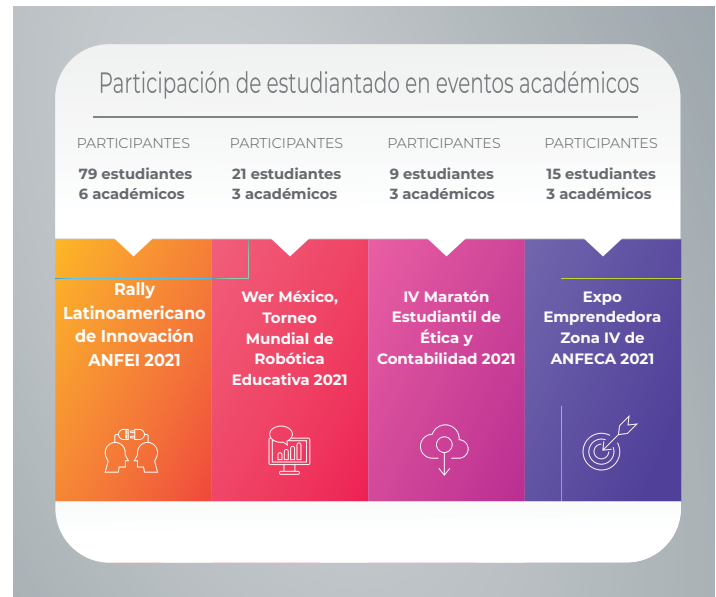 Participación de estudiantado en eventos académicos
PARTICIPANTES
79 estudiantes
6 académicos
PARTICIPANTES
21 estudiantes
3 académicos
PARTICIPANTES
9 estudiantes
3 académicos
PARTICIPANTES
15 estudiantes
3 académicos
Rally
Latinoamericano
de Innovación
ANFEI 2021
Wer México,
Torneo
Mundial de
Robótica
Educativa 2021
IV Maratón
Estudiantil de
Ética y
Contabilidad 2021
Expo
Emprendedora
Zona IV de
ANFECA 2021